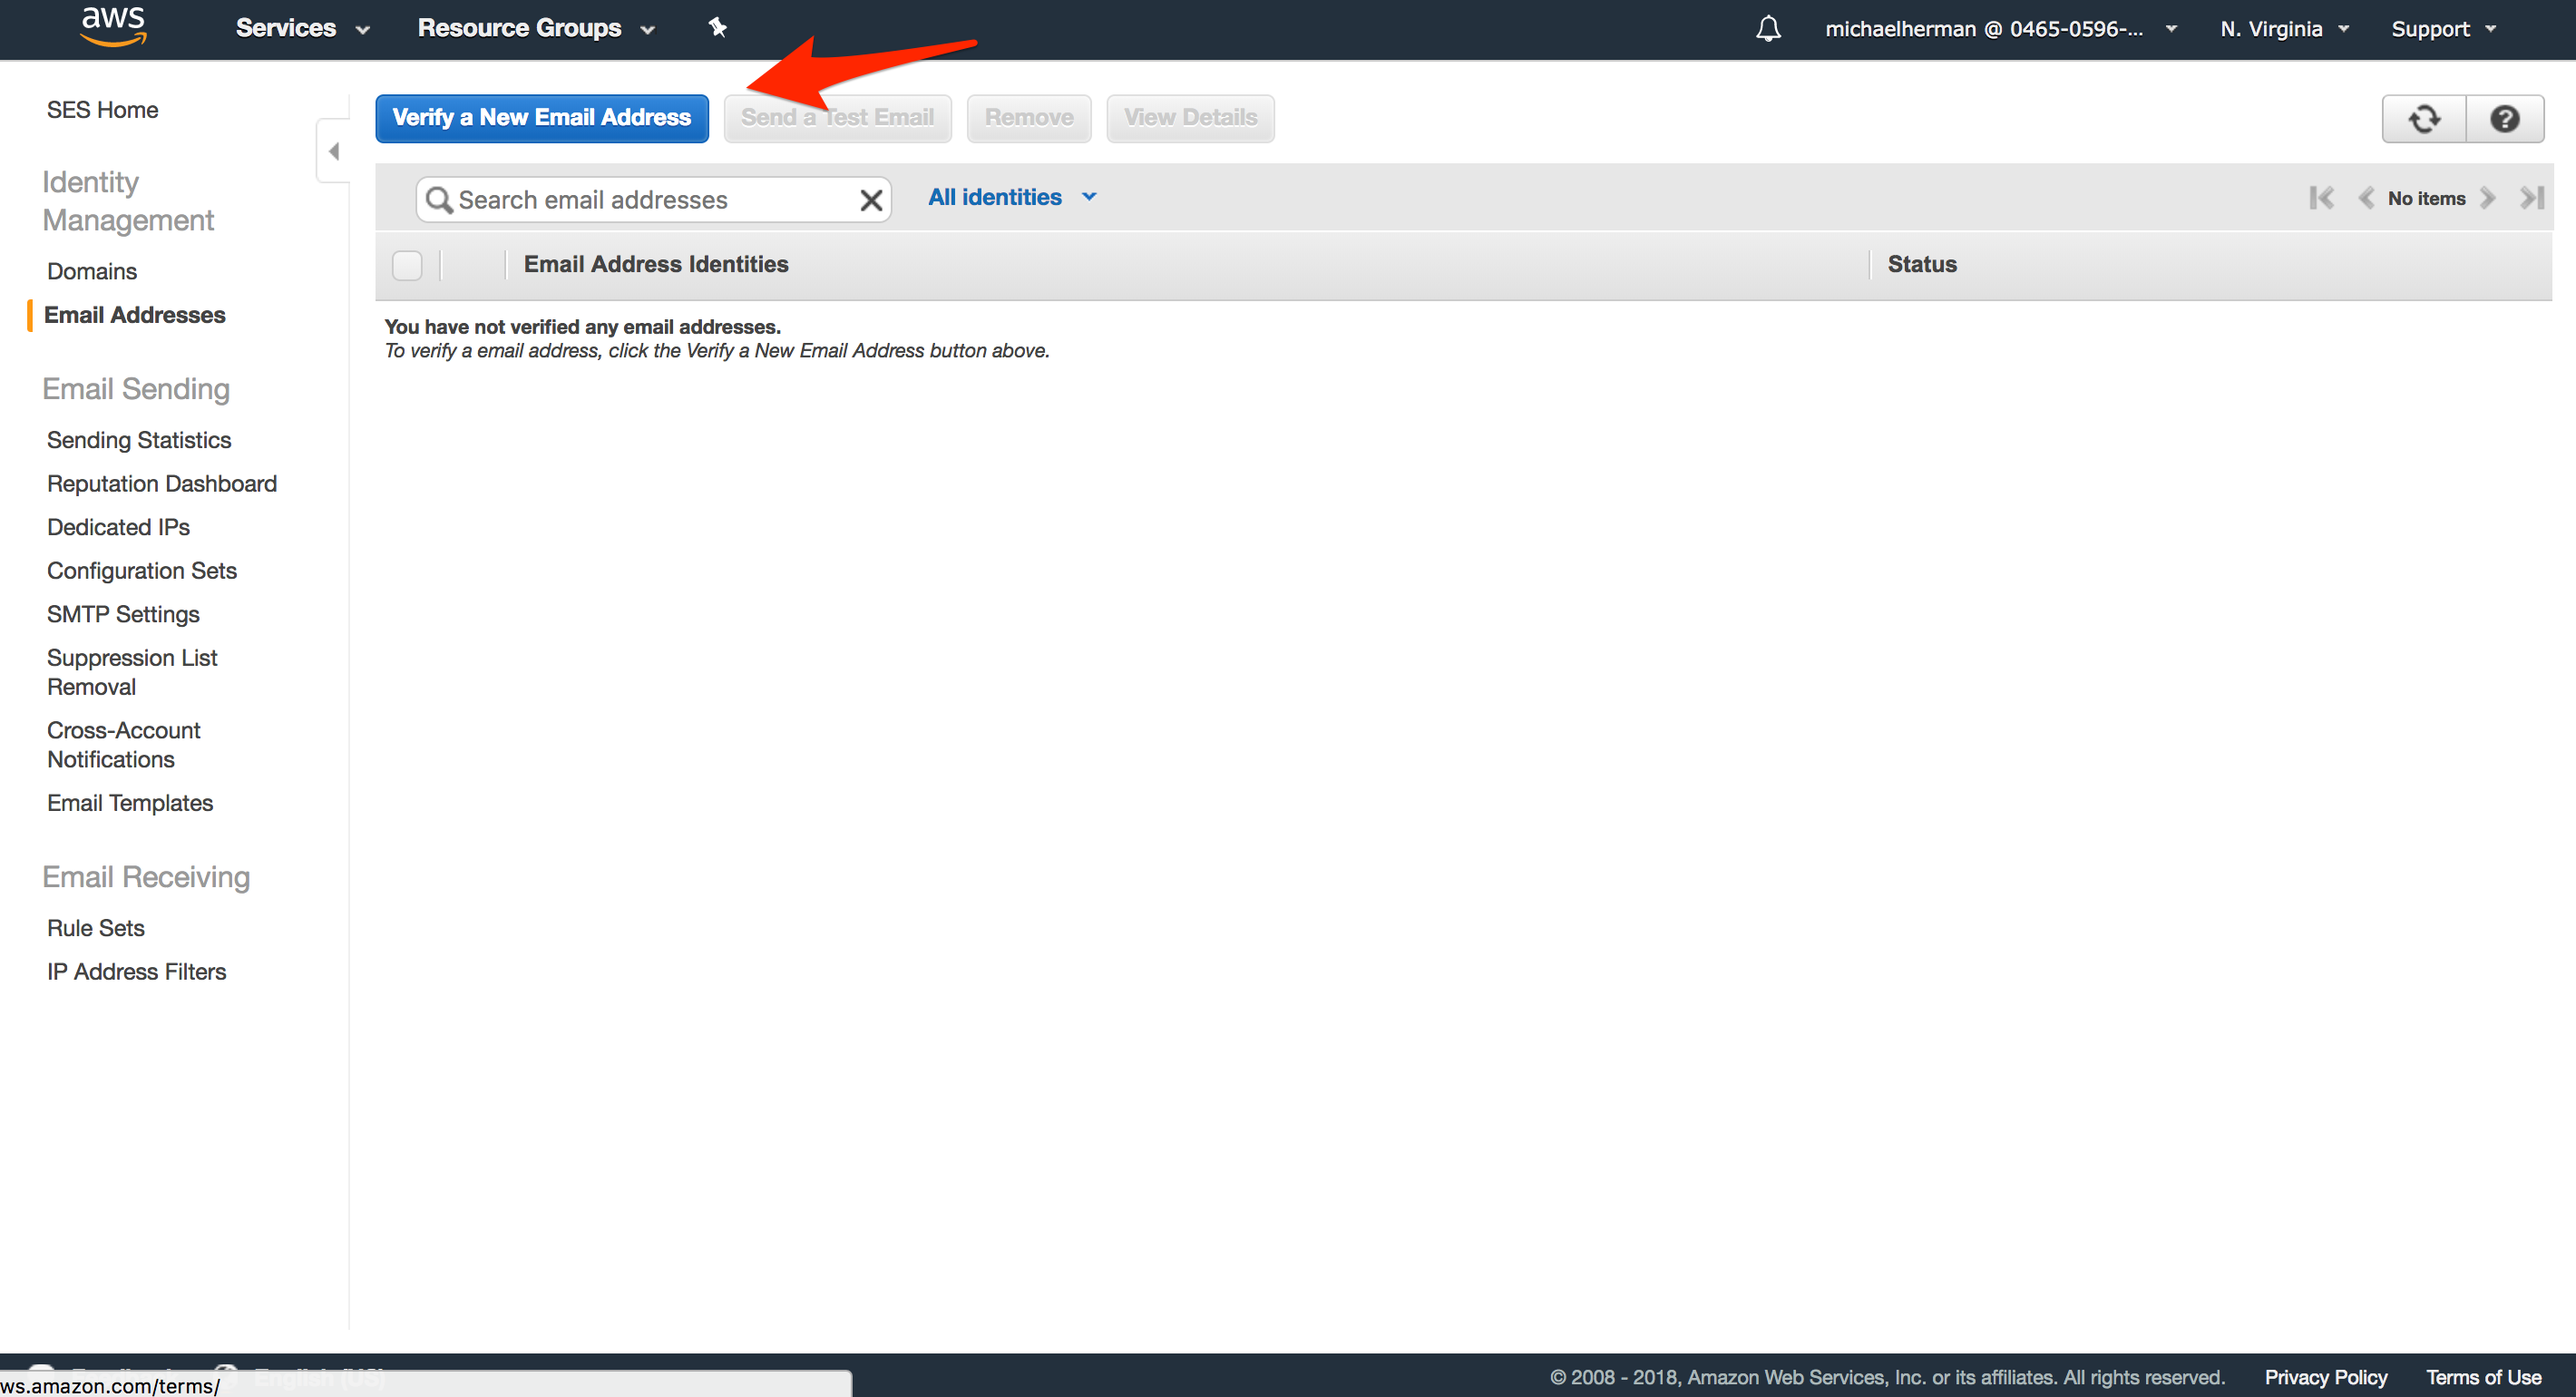 aws
Services
Resource Groups
michaelherman @ 0465-0596-...
N. Virginia
Support
SES Home
Identity
Management
Domains
Email Addresses
Email Sending
Sending Statistics
Reputation Dashboard
Dedicated IPs
Configuration Sets
SMTP Settings
Suppression List
Removal
Cross-Account
Notifications
Email Templates
Email Receiving
Rule Sets
IP Address Filters
Verify a New Email Address
Send a Test Email
Remove
View Details
Search email addresses
All identities
No items
Email Address Identities
Status
You have not verified any email addresses.
To verify a email address, click the Verify a New Email Address button above.
English (US)
ws.amazon.com/terms/
© 2008 - 2018, Amazon Web Services, Inc. or its affiliates. All rights reserved.
Privacy Policy
Terms of Use